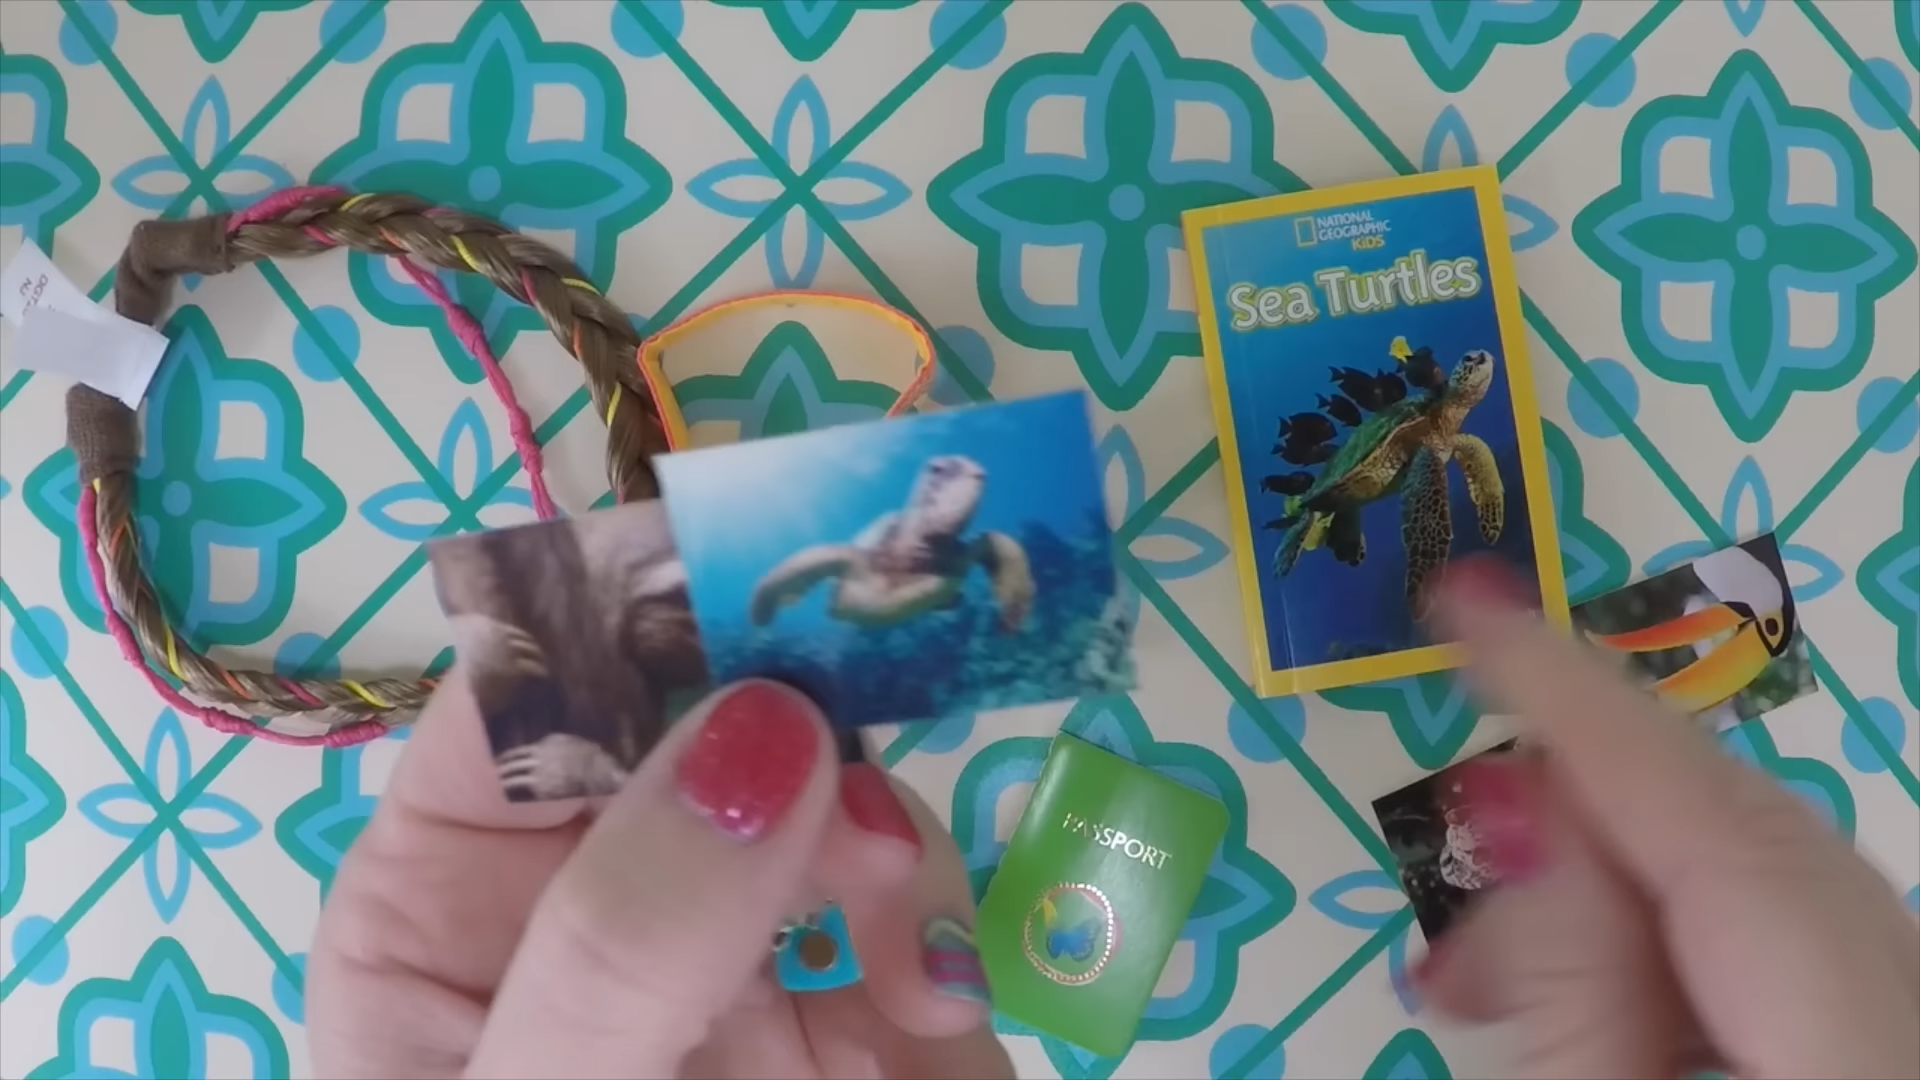 NATIONAL
GEOGRAPHIC
KiDS
Sea Turtles
PASSPORT